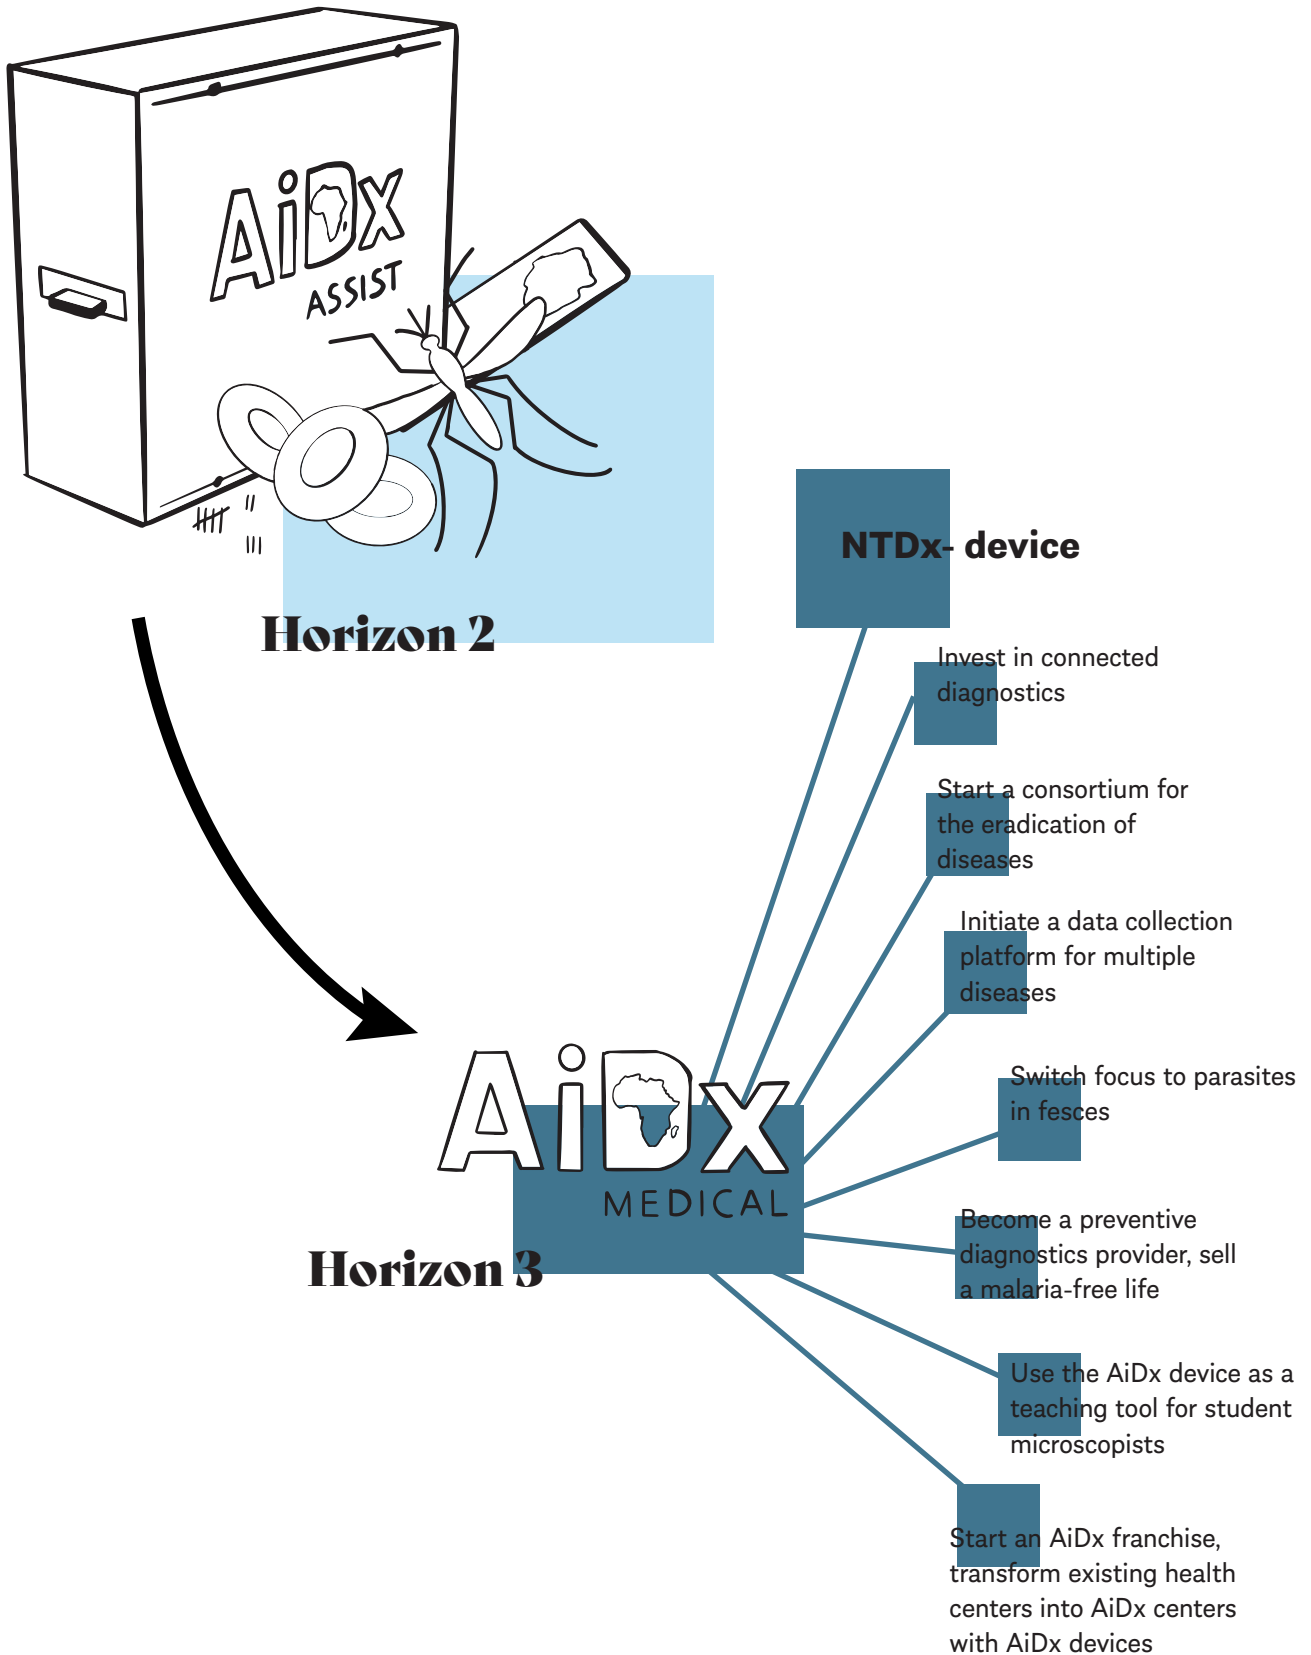 AiDx
ASSIST
Horizon 2
NTDx- device
Invest in connected
diagnostics
Start a consortium for
the eradication of
diseases
Initiate a data collection
platform for multiple
diseases
Switch focus to parasites
in fesces
AiDx
MEDICAL
Horizon 3
Become a preventive
diagnostics provider, sell
a malaria-free life
Use the AiDx device as a
teaching tool for student
microscopists
Start an AiDx franchise,
transform existing health
centers into AiDx centers
with AiDx devices